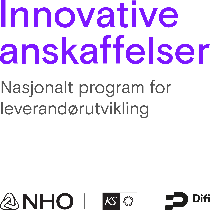 Innovative
anskaffelser
Nasjonalt program for
leverandørutvikling
NHO KS Difi